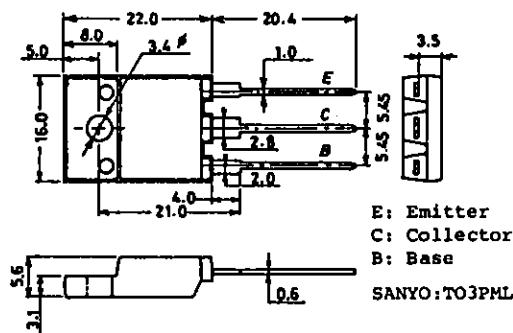 22.0 20.4
8.0
5.0 3.4 ø 1.0 3.5
E
16.0 C 5.45
2.8
B 5.45
2.0
4.0
21.0
E: Emitter
C: Collector
B: Base
5.6
3.1 0.6
SANYO:TO3PML